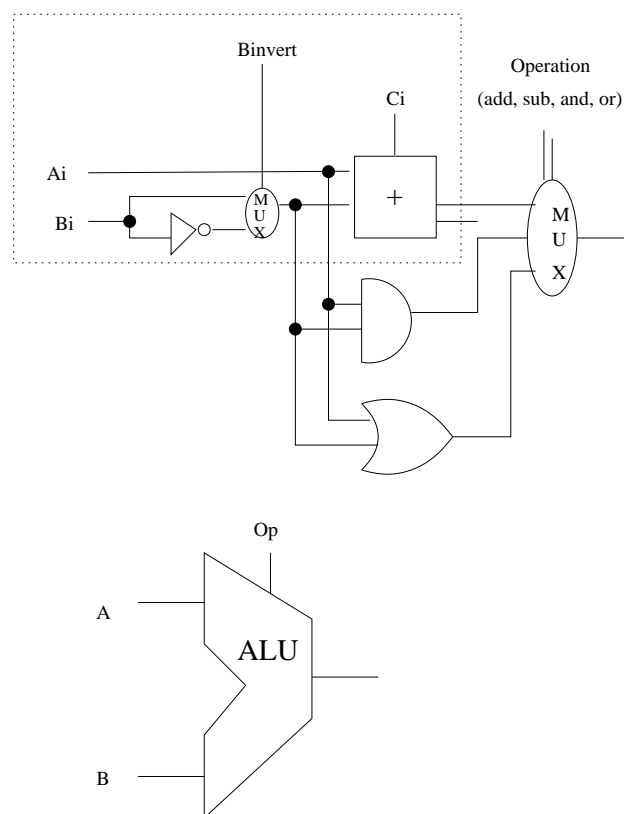 Binvert
Operation
(add, sub, and, or)
Ci
Ai
Bi
M
U
X
+
M
U
X
Op
A
ALU
B